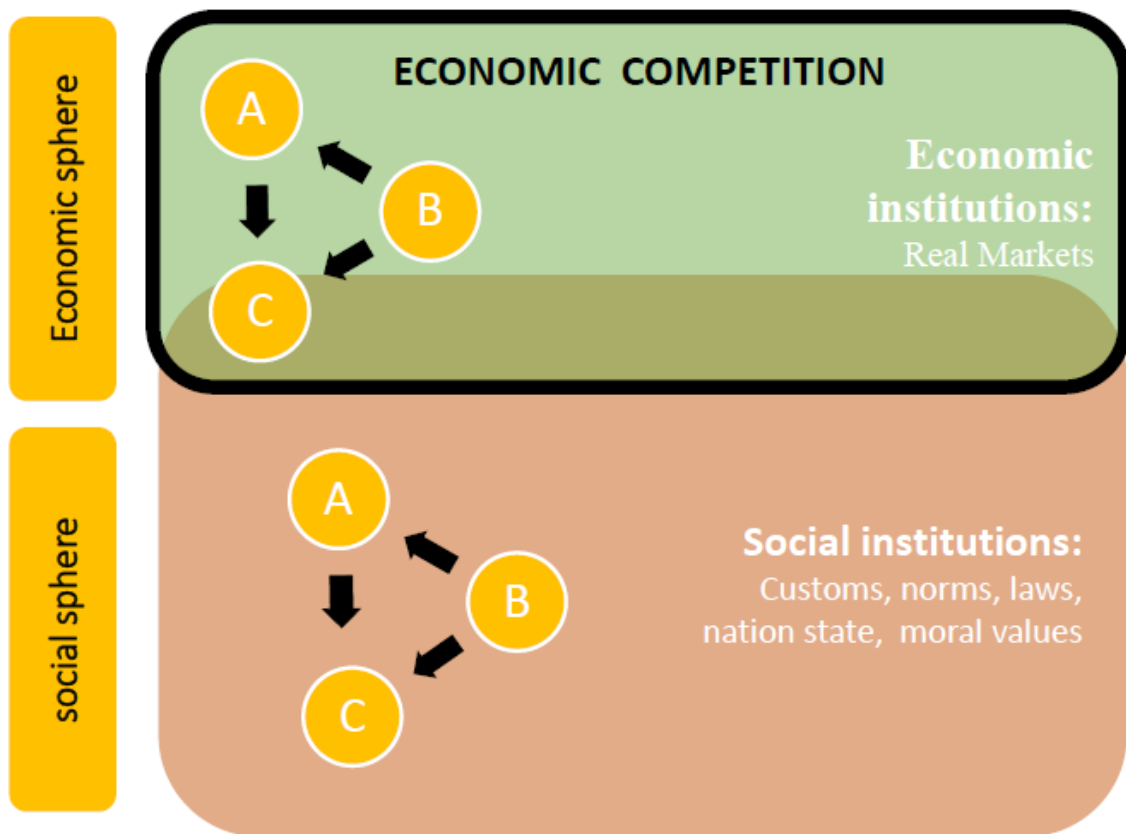 Economic sphere
ECONOMIC COMPETITION
A
B
C
Economic
institutions:
Real Markets
social sphere
A
B
C
Social institutions:
Customs, norms, laws,
nation state, moral values